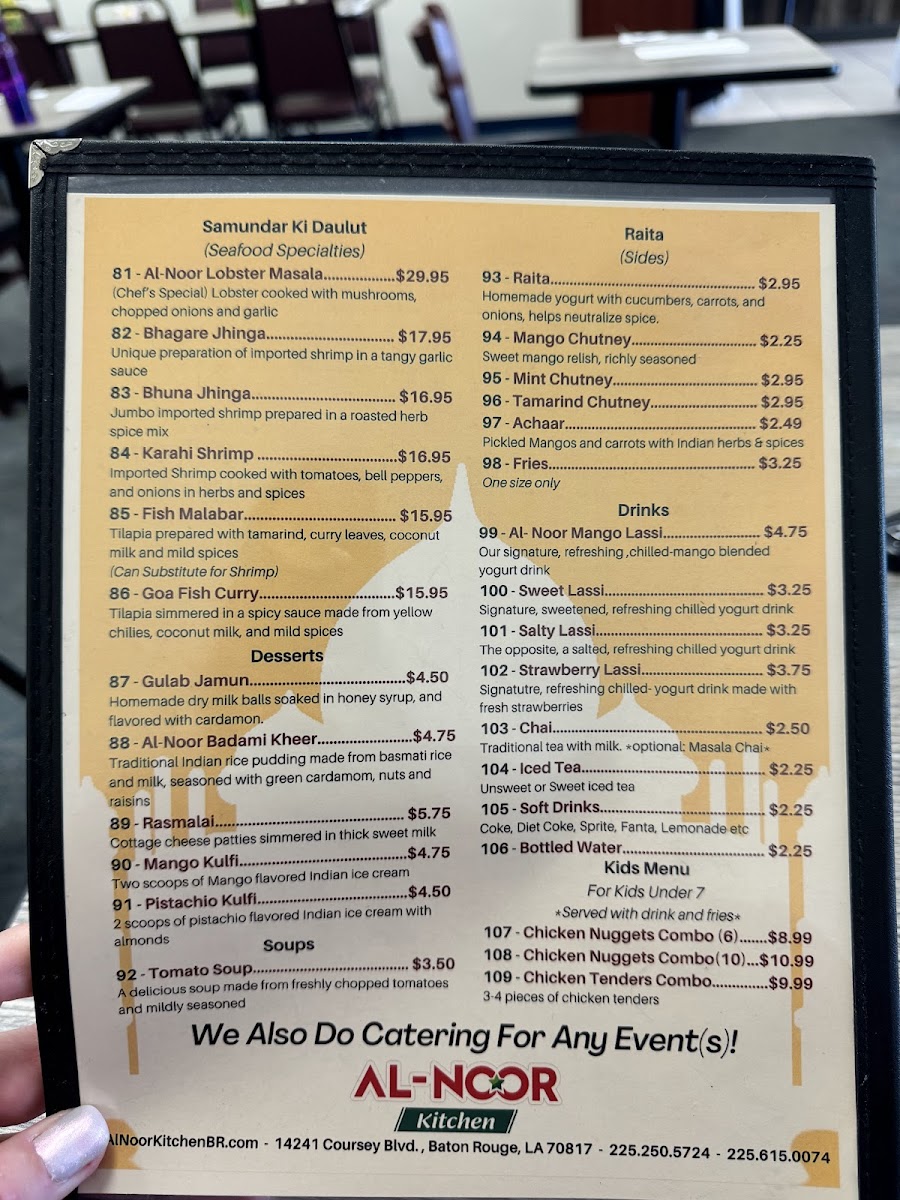 Samundar Ki Daulut
(Seafood Specialties)
81 - Al-Noor Lobster Masala.................$29.95
(Chef's Special) Lobster cooked with mushrooms,
chopped onions and garlic
82 - Bhagare Jhinga............................... $17.95
Unique preparation of imported shrimp in a tangy garlic
sauce
83 - Bhuna Jhinga................................... $16.95
Jumbo imported shrimp prepared in a roasted herb
spice mix
84 - Karahi Shrimp .................................$16.95
Imported Shrimp cooked with tomatoes, bell peppers,
and onions in herbs and spices
85 - Fish Malabar..................................... $15.95
Tilapia prepared with tamarind, curry leaves, coconut
milk and mild spices
(Can Substitute for Shrimp)
86 - Goa Fish Curry.................................$15.95
Tilapia simmered in a spicy sauce made from yellow
chilies, coconut milk, and mild spices
Desserts
87 - Gulab Jamun......................................$4.50
Homemade dry milk balls soaked in honey syrup, and
flavored with cardamon.
88 - Al-Noor Badami Kheer.......................$4.75
Traditional Indian rice pudding made from basmati rice
and milk, seasoned with green cardamom, nuts and
raisins
89 - Rasmalai.............................................. $5.75
Cottage cheese patties simmered in thick sweet milk
90 - Mango Kulfi.........................................$4.75
Two scoops of Mango flavored Indian ice cream
91 - Pistachio Kulfi....................................$4.50
2 scoops of pistachio flavored Indian ice cream with
almonds
Soups
92 - Tomato Soup...................................... $3.50
A delicious soup made from freshly chopped tomatoes
and mildly seasoned
Raita
(Sides)
93 - Raita.................................................. $2.95
Homemade yogurt with cucumbers, carrots, and
onions, helps neutralize spice.
94 - Mango Chutney............................... $2.25
Sweet mango relish, richly seasoned
95 - Mint Chutney................................... $2.95
96 - Tamarind Chutney.......................... $2.95
97 - Achaar............................................... $2.49
Pickled Mangos and carrots with Indian herbs & spices
98 - Fries................................................... $3.25
One size only
Drinks
99 - Al- Noor Mango Lassi........................ $4.75
Our signature, refreshing ,chilled-mango blended
yogurt drink
100 - Sweet Lassi....................................... $3.25
Signature, sweetened, refreshing chilled yogurt drink
101 - Salty Lassi......................................... $3.25
The opposite, a salted, refreshing chilled yogurt drink
102 - Strawberry Lassi.............................. $3.75
Signatutre, refreshing chilled- yogurt drink made with
fresh strawberries
103 - Chai.................................................... $2.50
Traditional tea with milk. *optional: Masala Chai*
104 - Iced Tea............................................. $2.25
Unsweet or Sweet iced tea
105 - Soft Drinks........................................ $2.25
Coke, Diet Coke, Sprite, Fanta, Lemonade etc
106 - Bottled Water................................... $2.25
Kids Menu
For Kids Under 7
*Served with drink and fries*
107 - Chicken Nuggets Combo (6).......$8.99
108 - Chicken Nuggets Combo(10)...$10.99
109 - Chicken Tenders Combo..............$9.99
3-4 pieces of chicken tenders
We Also Do Catering For Any Event(s)!
AL-NOOR
Kitchen
AlNoorKitchenBR.com - 14241 Coursey Blvd. , Baton Rouge, LA 70817 - 225.250.5724 - 225.615.0074